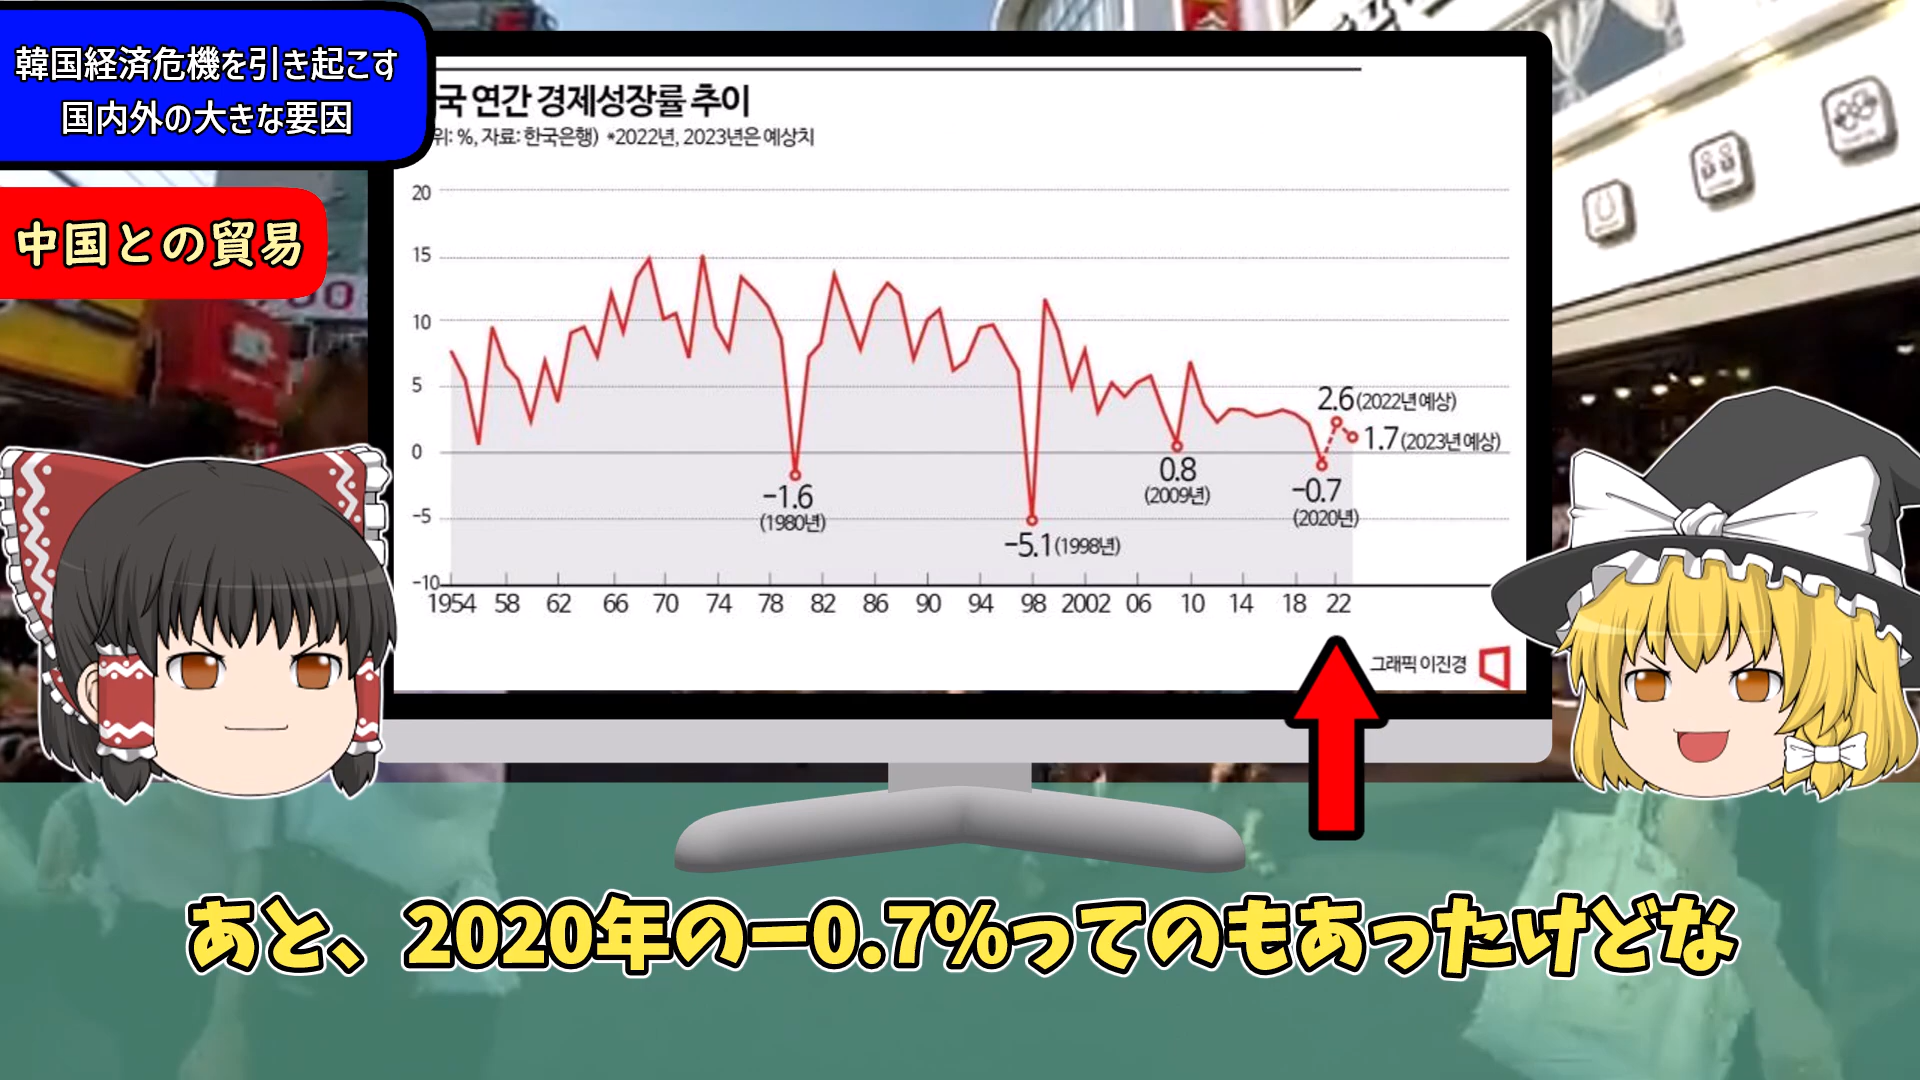 韓国経済危機を引き起こす
国内外の大きな要因
中国との貿易
국 연간 경제성장률 추이
위: %, 자료: 한국은행) *2022년, 2023년은 예상치
20
15
10
5
0
-5
-10
2.6 (2022년 예상)
1.7 (2023년 예상)
0.8
(2009년)
-0.7
(2020년)
-1.6
(1980년)
-5.1 (1998년)
1954 58 62 66 70 74 78 82 86 90 94 98 2002 06 10 14 18 22
그래픽 이진경
あと、2020年の−0.7%ってのもあったけどな